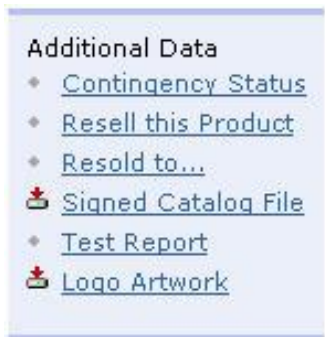 Additional Data
Contingency Status
Resell this Product
Resold to...
Signed Catalog File
Test Report
Logo Artwork